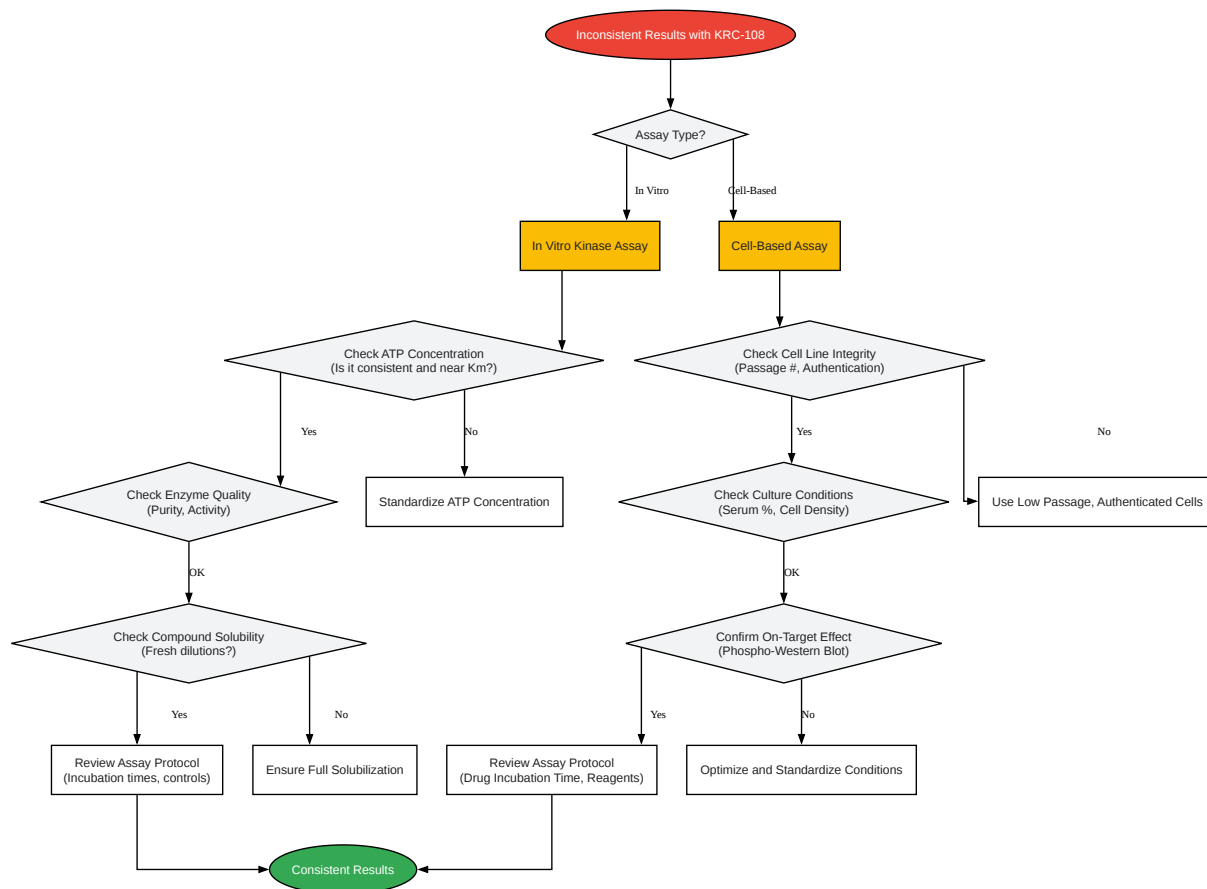 Inconsistent Results with KRC-108
Assay Type?
In Vitro
Cell-Based
In Vitro Kinase Assay
Cell-Based Assay
Check ATP Concentration
(Is it consistent and near Km?)
Check Cell Line Integrity
(Passage #, Authentication)
Yes
No
Yes
No
Check Enzyme Quality
(Purity, Activity)
Standardize ATP Concentration
Check Culture Conditions
(Serum %, Cell Density)
Use Low Passage, Authenticated Cells
OK
OK
Check Compound Solubility
(Fresh dilutions?)
Confirm On-Target Effect
(Phospho-Western Blot)
Yes
No
Yes
No
Review Assay Protocol
(Incubation times, controls)
Ensure Full Solubilization
Review Assay Protocol
(Drug Incubation Time, Reagents)
Optimize and Standardize Conditions
Consistent Results